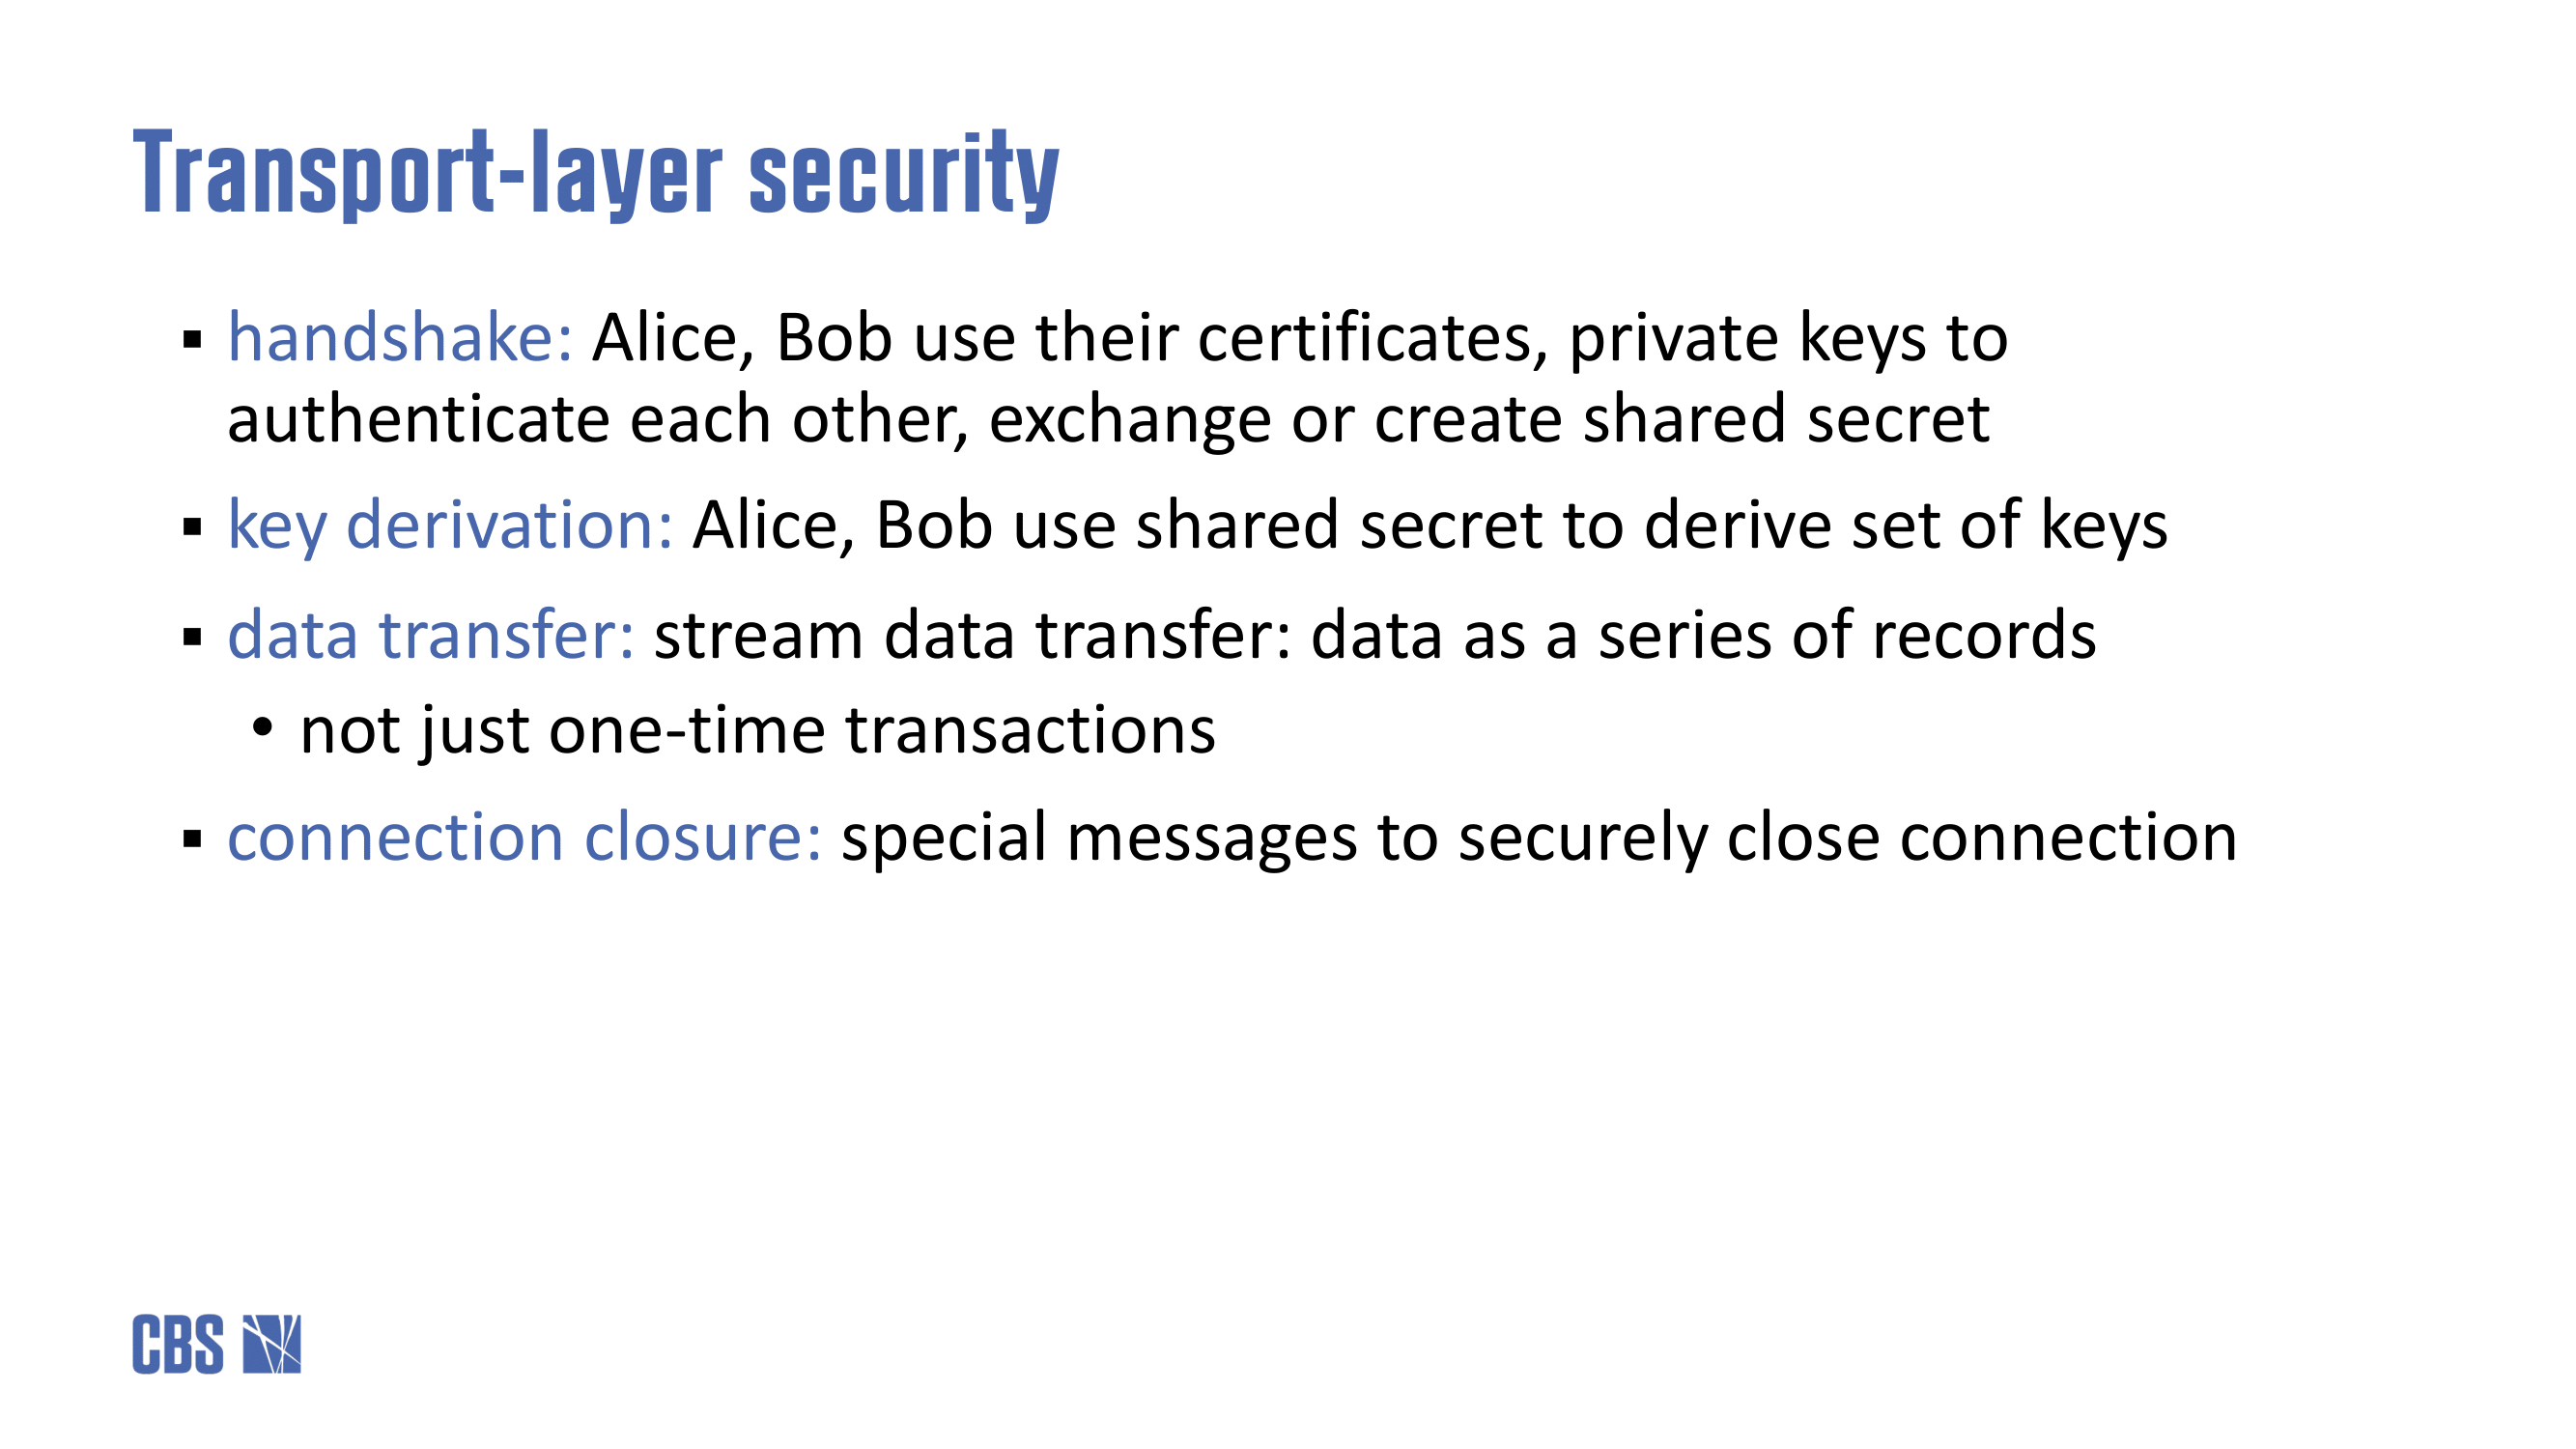 Transport-layer security
▪ handshake: Alice, Bob use their certificates, private keys to
authenticate each other, exchange or create shared secret
▪ key derivation: Alice, Bob use shared secret to derive set of keys
▪ data transfer: stream data transfer: data as a series of records
• not just one-time transactions
▪ connection closure: special messages to securely close connection
CBS